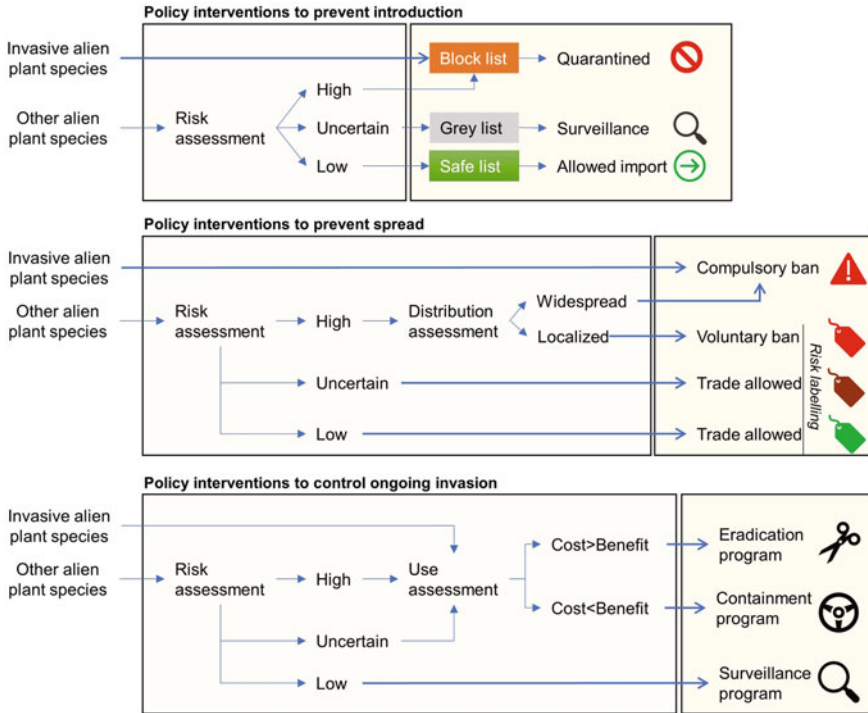 Policy interventions to prevent introduction
Invasive alien
plant species
Block list
Quarantined
High
Other alien
plant species
Risk
assessment
Uncertain
Grey list
Surveillance
Low
Safe list
Allowed import
Policy interventions to prevent spread
Invasive alien
plant species
Compulsory ban
Other alien
plant species
Risk
assessment
High
Distribution
assessment
Widespread
Localized
Voluntary ban
Uncertain
Trade allowed
Low
Trade allowed
Risk labelling
Policy interventions to control ongoing invasion
Invasive alien
plant species
Other alien
plant species
Risk
assessment
High
Use
assessment
Cost>Benefit
Eradication
program
Cost<Benefit
Containment
program
Uncertain
Low
Surveillance
program